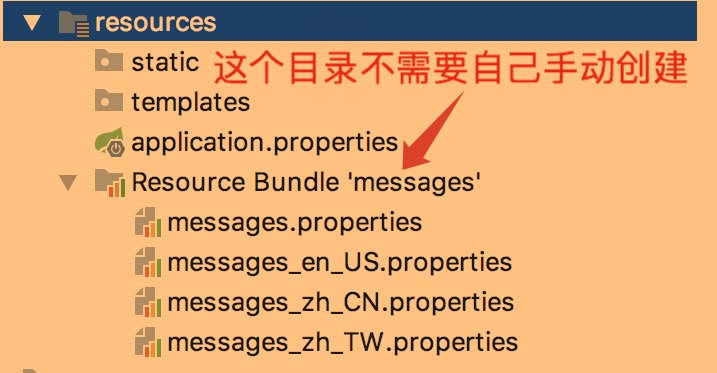 resources
static 这个目录不需要自己手动创建
templates
application.properties
Resource Bundle 'messages'
messages.properties
messages_en_US.properties
messages_zh_CN.properties
messages_zh_TW.properties